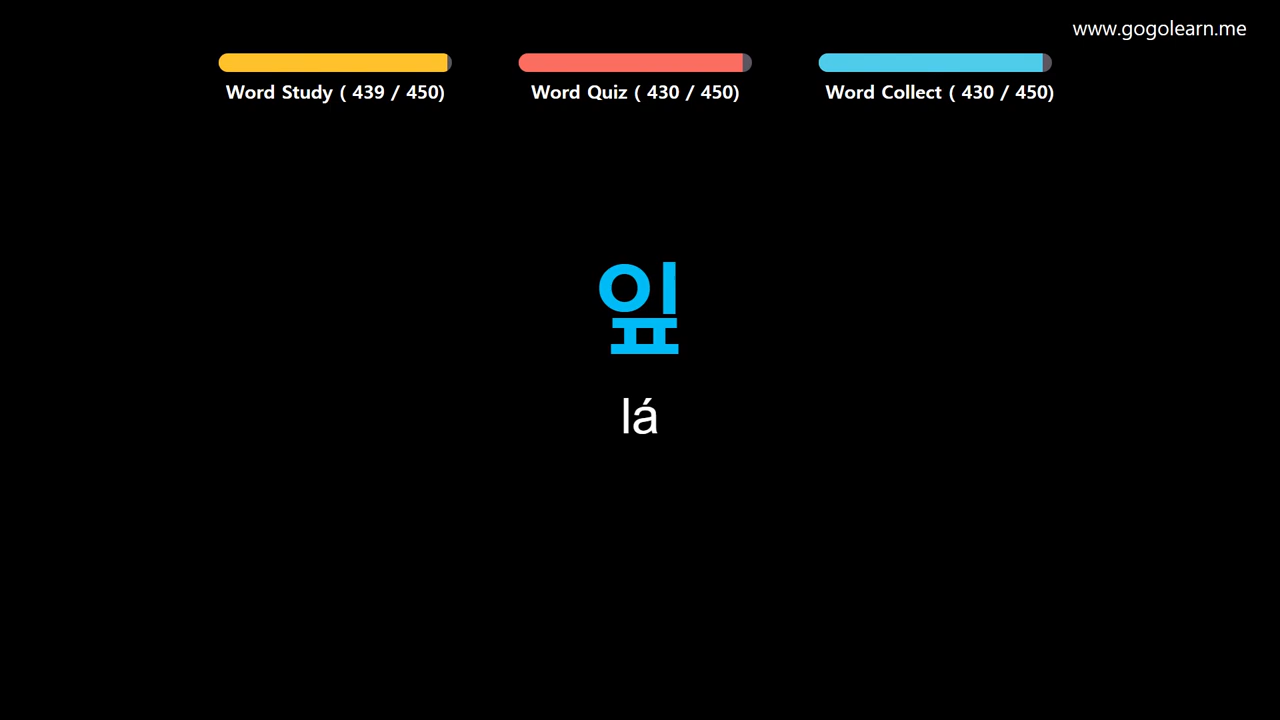 www.gogolearn.me
Word Study ( 439 / 450)
Word Quiz ( 430 / 450)
Word Collect ( 430 / 450)
잎
lá